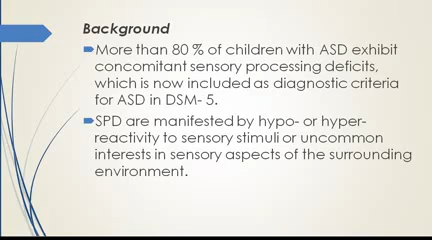 Background
More than 80 % of children with ASD exhibit
concomitant sensory processing deficits,
which is now included as diagnostic criteria
for ASD in DSM- 5.
SPD are manifested by hypo- or hyper-
reactivity to sensory stimuli or uncommon
interests in sensory aspects of the surrounding
environment.